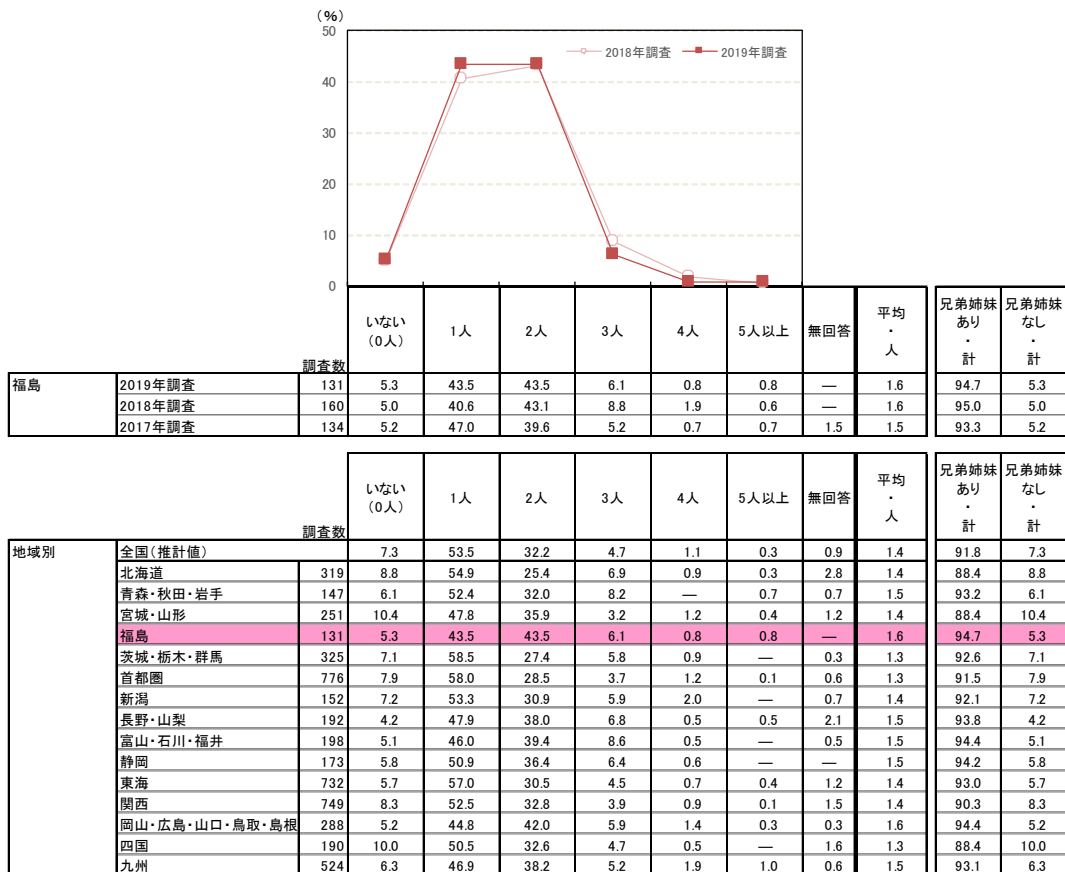 (%)
50
40
30
20
10
0
2018年調査 2019年調査
調査数 いない(0人) 1人 2人 3人 4人 5人以上 無回答 平均・人 兄弟姉妹あり・計 兄弟姉妹なし・計
福島 2019年調査 131 5.3 43.5 43.5 6.1 0.8 0.8 — 1.6 94.7 5.3
2018年調査 160 5.0 40.6 43.1 8.8 1.9 0.6 — 1.6 95.0 5.0
2017年調査 134 5.2 47.0 39.6 5.2 0.7 0.7 1.5 1.5 93.3 5.2
調査数 いない(0人) 1人 2人 3人 4人 5人以上 無回答 平均・人 兄弟姉妹あり・計 兄弟姉妹なし・計
地域別 全国(推計値) 7.3 53.5 32.2 4.7 1.1 0.3 0.9 1.4 91.8 7.3
北海道 319 8.8 54.9 25.4 6.9 0.9 0.3 2.8 1.4 88.4 8.8
青森・秋田・岩手 147 6.1 52.4 32.0 8.2 — 0.7 0.7 1.5 93.2 6.1
宮城・山形 251 10.4 47.8 35.9 3.2 1.2 0.4 1.2 1.4 88.4 10.4
福島 131 5.3 43.5 43.5 6.1 0.8 0.8 — 1.6 94.7 5.3
茨城・栃木・群馬 325 7.1 58.5 27.4 5.8 0.9 — 0.3 1.3 92.6 7.1
首都圏 776 7.9 58.0 28.5 3.7 1.2 0.1 0.6 1.3 91.5 7.9
新潟 152 7.2 53.3 30.9 5.9 2.0 — 0.7 1.4 92.1 7.2
長野・山梨 192 4.2 47.9 38.0 6.8 0.5 0.5 2.1 1.5 93.8 4.2
富山・石川・福井 198 5.1 46.0 39.4 8.6 0.5 — 0.5 1.5 94.4 5.1
静岡 173 5.8 50.9 36.4 6.4 0.6 — — 1.5 94.2 5.8
東海 732 5.7 57.0 30.5 4.5 0.7 0.4 1.2 1.4 93.0 5.7
関西 749 8.3 52.5 32.8 3.9 0.9 0.1 1.5 1.4 90.3 8.3
岡山・広島・山口・鳥取・島根 288 5.2 44.8 42.0 5.9 1.4 0.3 0.3 1.6 94.4 5.2
四国 190 10.0 50.5 32.6 4.7 0.5 — 1.6 1.3 88.4 10.0
九州 524 6.3 46.9 38.2 5.2 1.9 1.0 0.6 1.5 93.1 6.3